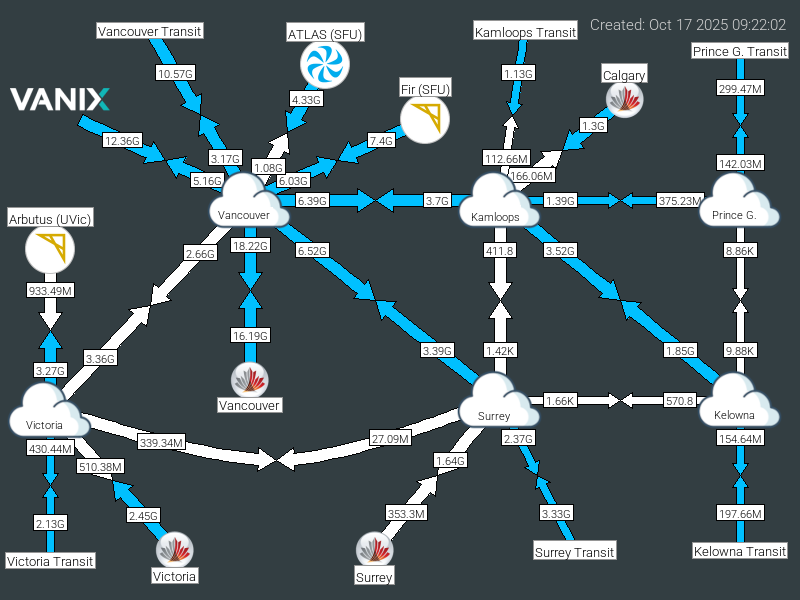 Created: Oct 17 2025 09:22:02
Vancouver Transit
ATLAS (SFU)
Kamloops Transit
Prince G. Transit
10.57G
4.33G
1.13G
Calgary
299.47M
Fir (SFU)
VANIX
12.36G
7.4G
1.3G
3.17G
1.08G
112.66M
142.03M
5.16G
6.03G
166.06M
6.39G
3.7G
1.39G
375.23M
Vancouver
Kamloops
Prince G.
Arbutus (UVic)
2.66G
18.22G
6.52G
411.8
3.52G
8.86K
933.49M
16.19G
3.36G
3.39G
1.42K
1.85G
9.88K
3.27G
Vancouver
1.66K
570.8
Victoria
Surrey
Kelowna
339.34M
27.09M
2.37G
154.64M
430.44M
510.38M
1.64G
2.13G
2.45G
353.3M
3.33G
197.66M
Victoria Transit
Victoria
Surrey
Surrey Transit
Kelowna Transit